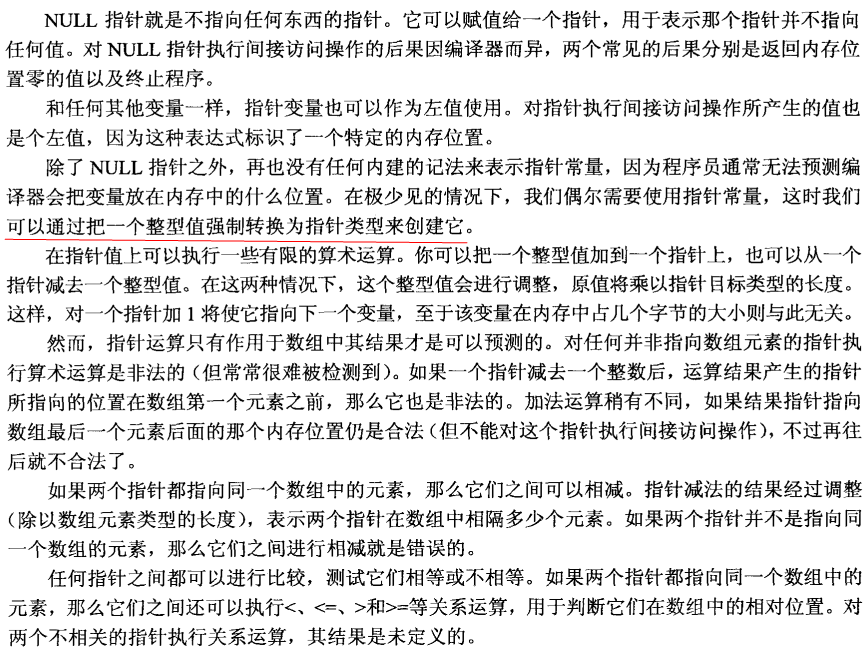 NULL 指针就是不指向任何东西的指针。它可以赋值给一个指针，用于表示那个指针并不指向
任何值。对 NULL 指针执行间接访问操作的后果因编译器而异，两个常见的后果分别是返回内存位
置零的值以及终止程序。
和任何其他变量一样，指针变量也可以作为左值使用。对指针执行间接访问操作所产生的值也
是个左值，因为这种表达式标识了一个特定的内存位置。
除了 NULL 指针之外，再也没有任何内建的记法来表示指针常量，因为程序员通常无法预测编
译器会把变量放在内存中的什么位置。在极少见的情况下，我们偶尔需要使用指针常量，这时我们
可以通过把一个整型值强制转换为指针类型来创建它。
在指针值上可以执行一些有限的算术运算。你可以把一个整型值加到一个指针上，也可以从一个
指针减去一个整型值。在这两种情况下，这个整型值会进行调整，原值将乘以指针目标类型的长度。
这样，对一个指针加 1 将使它指向下一个变量，至于该变量在内存中占几个字节的大小则与此无关。
然而，指针运算只有作用于数组中其结果才是可以预测的。对任何并非指向数组元素的指针执
行算术运算是非法的（但常常很难被检测到）。如果一个指针减去一个整数后，运算结果产生的指针
所指向的位置在数组第一个元素之前，那么它也是非法的。加法运算稍有不同，如果结果指针指向
数组最后一个元素后面的那个内存位置仍是合法（但不能对这个指针执行间接访问操作），不过再往
后就不合法了。
如果两个指针都指向同一个数组中的元素，那么它们之间可以相减。指针减法的结果经过调整
（除以数组元素类型的长度），表示两个指针在数组中相隔多少个元素。如果两个指针并不是指向同
一个数组的元素，那么它们之间进行相减就是错误的。
任何指针之间都可以进行比较，测试它们相等或不相等。如果两个指针都指向同一个数组中的
元素，那么它们之间还可以执行<、<=、>和>=等关系运算，用于判断它们在数组中的相对位置。对
两个不相关的指针执行关系运算，其结果是未定义的。